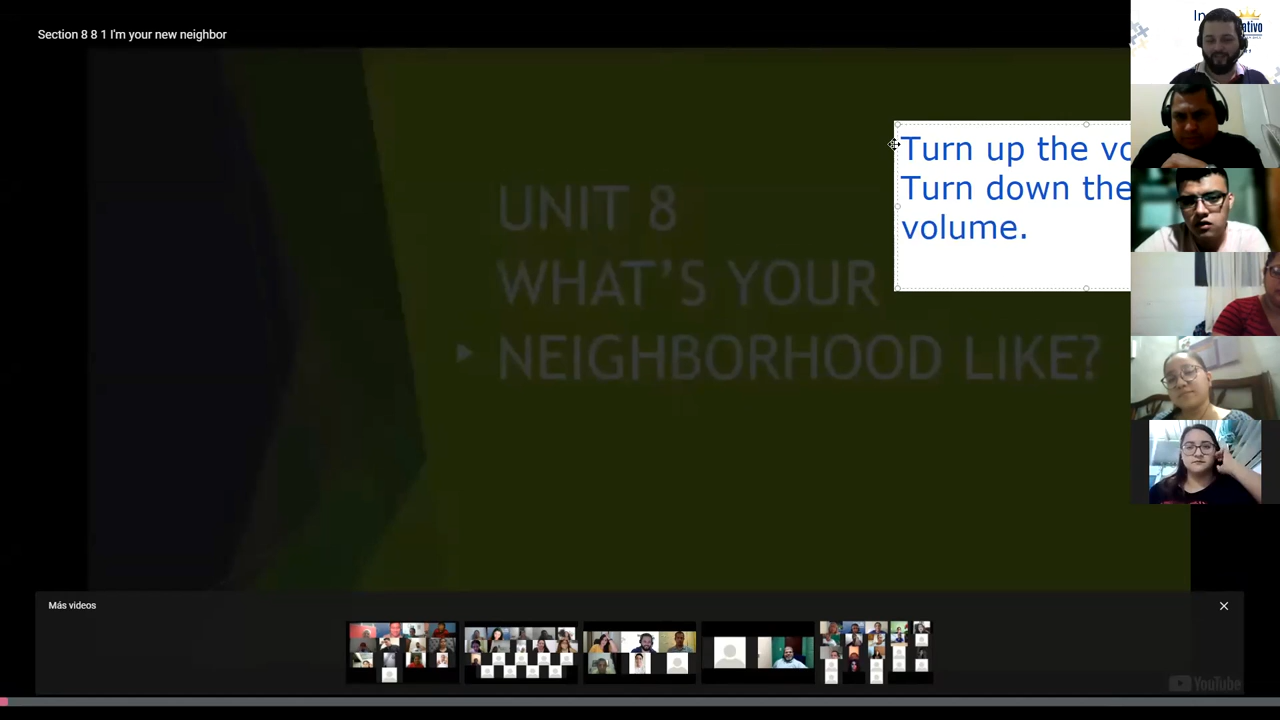 Section 8 8 1 I'm your new neighbor
Turn up the vo
Turn down the
volume.
UNIT 8
WHAT'S YOUR
NEIGHBORHOOD LIKE?
Más videos
YouTube